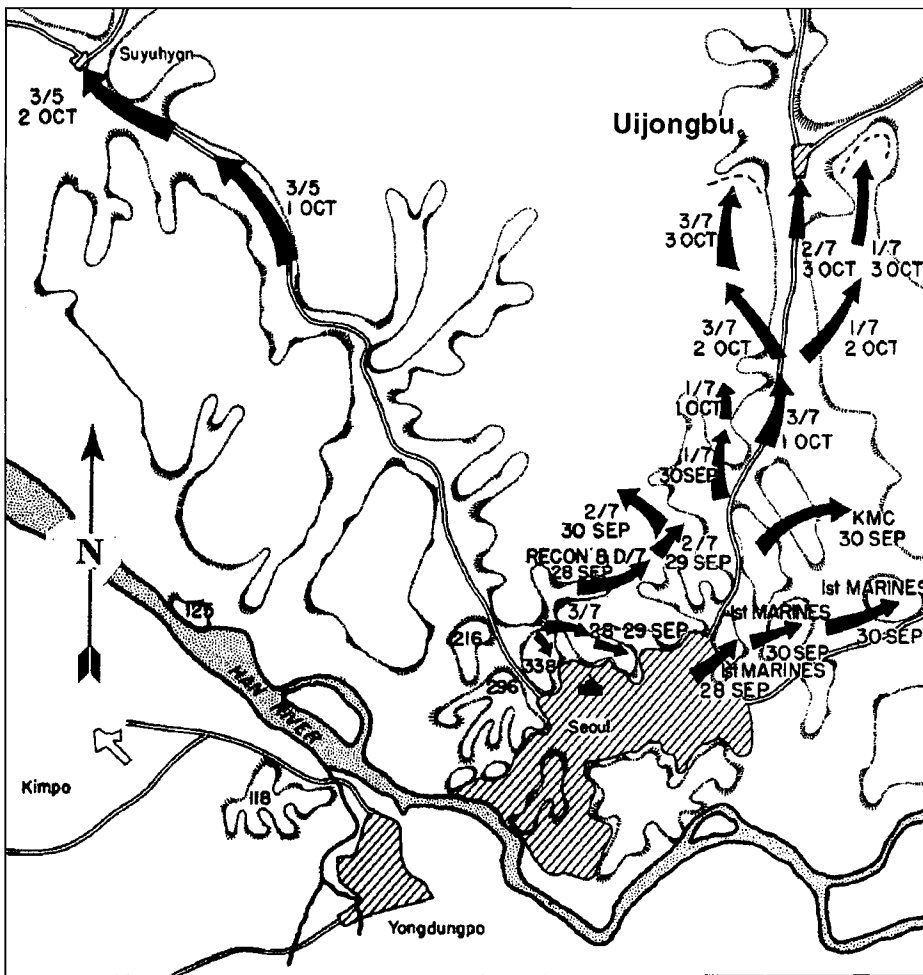 Suyuhyon
3/5
2 OCT
3/5
1 OCT
Uijongbu
3/7
3 OCT
2/7
3 OCT
1/7
3 OCT
3/7
2 OCT
1/7
2 OCT
1/7
1 OCT
3/7
1 OCT
1/7
30 SEP
2/7
30 SEP
2/7
29 SEP
RECON & D/7
28 SEP
KMC
30 SEP
N
125
216
296
338
3/7
28-29 SEP
1st MARINES
30 SEP
1st MARINES
30 SEP
1st MARINES
28 SEP
HAN RIVER
Seoul
Kimpo
118
Yongdungpo